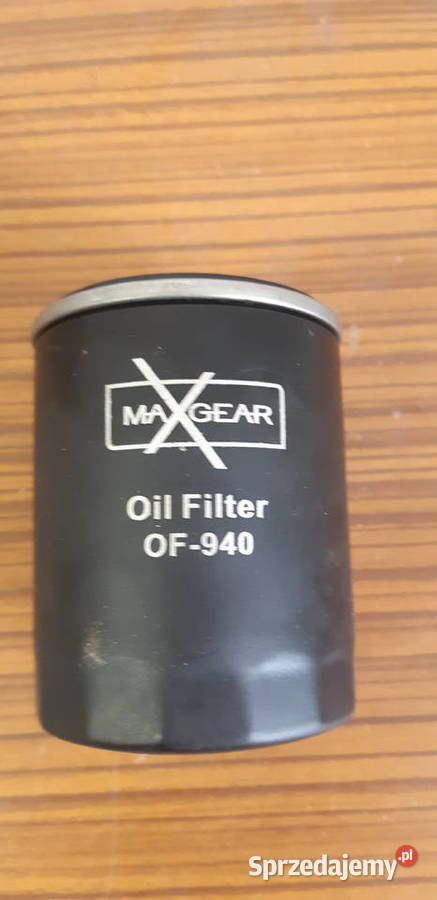 MAXGEAR
Oil Filter
OF-940
Sprzedajemy.pl